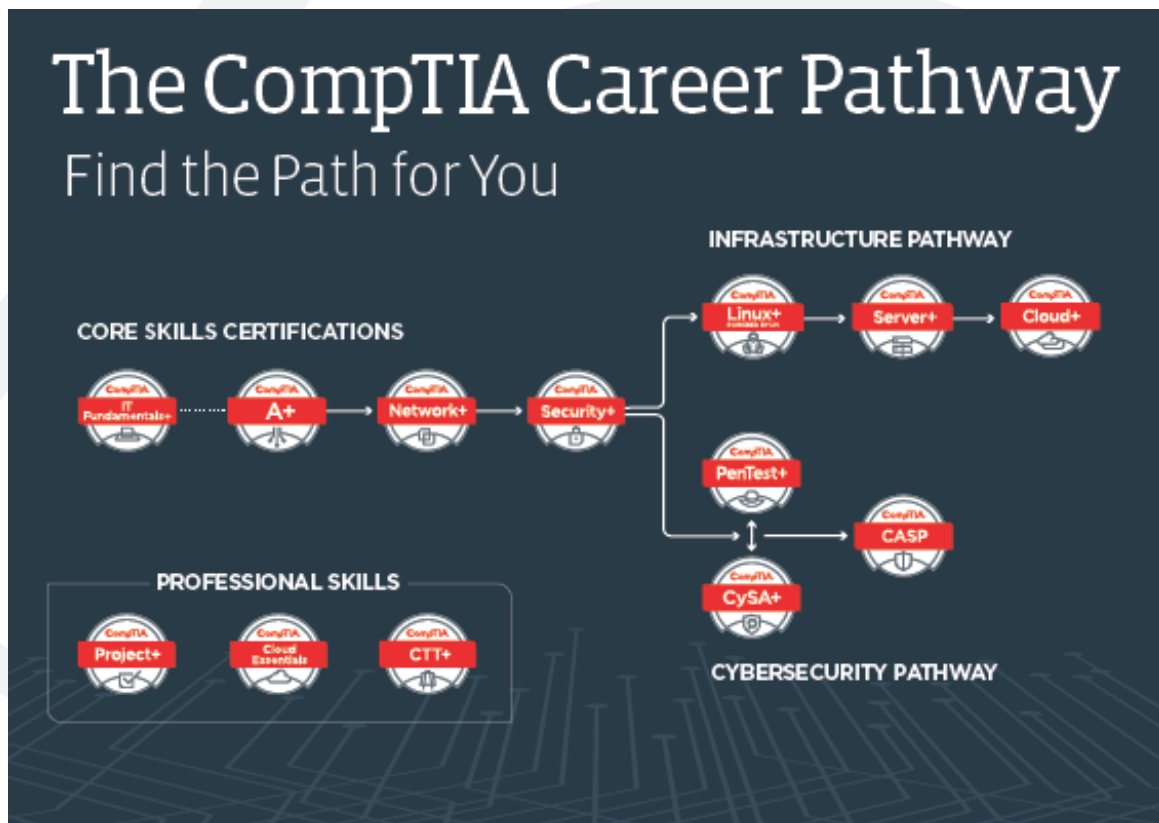 The CompTIA Career Pathway
Find the Path for You
INFRASTRUCTURE PATHWAY
CompTIA
Linux+
CompTIA
Server+
CompTIA
Cloud+
CORE SKILLS CERTIFICATIONS
CompTIA
IT
Fundamentals+
CompTIA
A+
CompTIA
Network+
CompTIA
Security+
CompTIA
PenTest+
CompTIA
CySA+
CompTIA
CASP
CYBERSECURITY PATHWAY
PROFESSIONAL SKILLS
CompTIA
Project+
CompTIA
Cloud
Essentials
CompTIA
CTT+